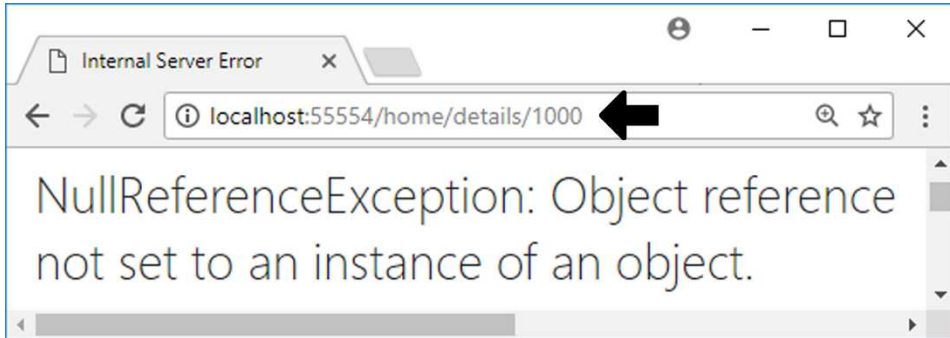 Internal Server Error
localhost:55554/home/details/1000
NullReferenceException: Object reference
not set to an instance of an object.